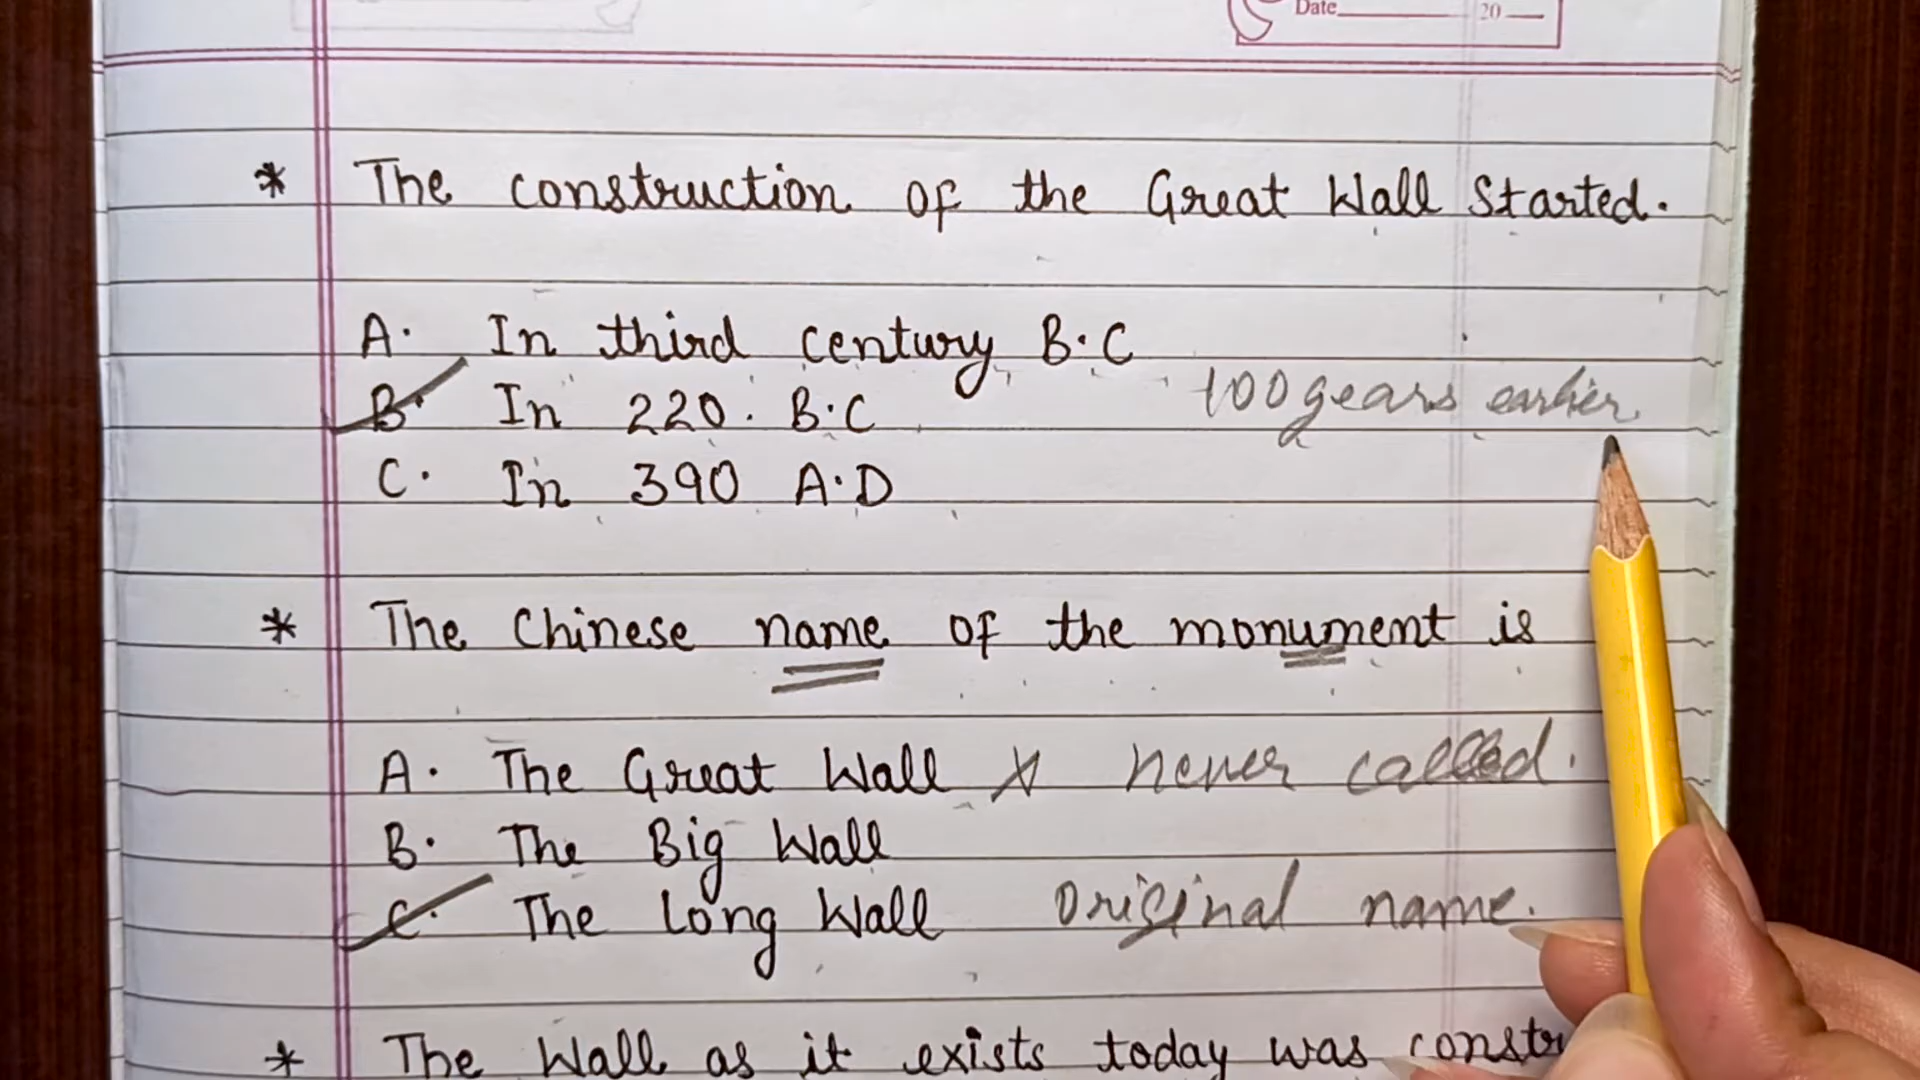 Date 20
* The construction of the Great Wall Started.
A. In third century B.C
B. In 220. B.C 100 years earlier.
C. In 390 A.D
* The Chinese name of the monument is
A. The Great Wall X never called.
B. The Big Wall
C. The Long Wall Original name.
* The Wall as it exists today was constr